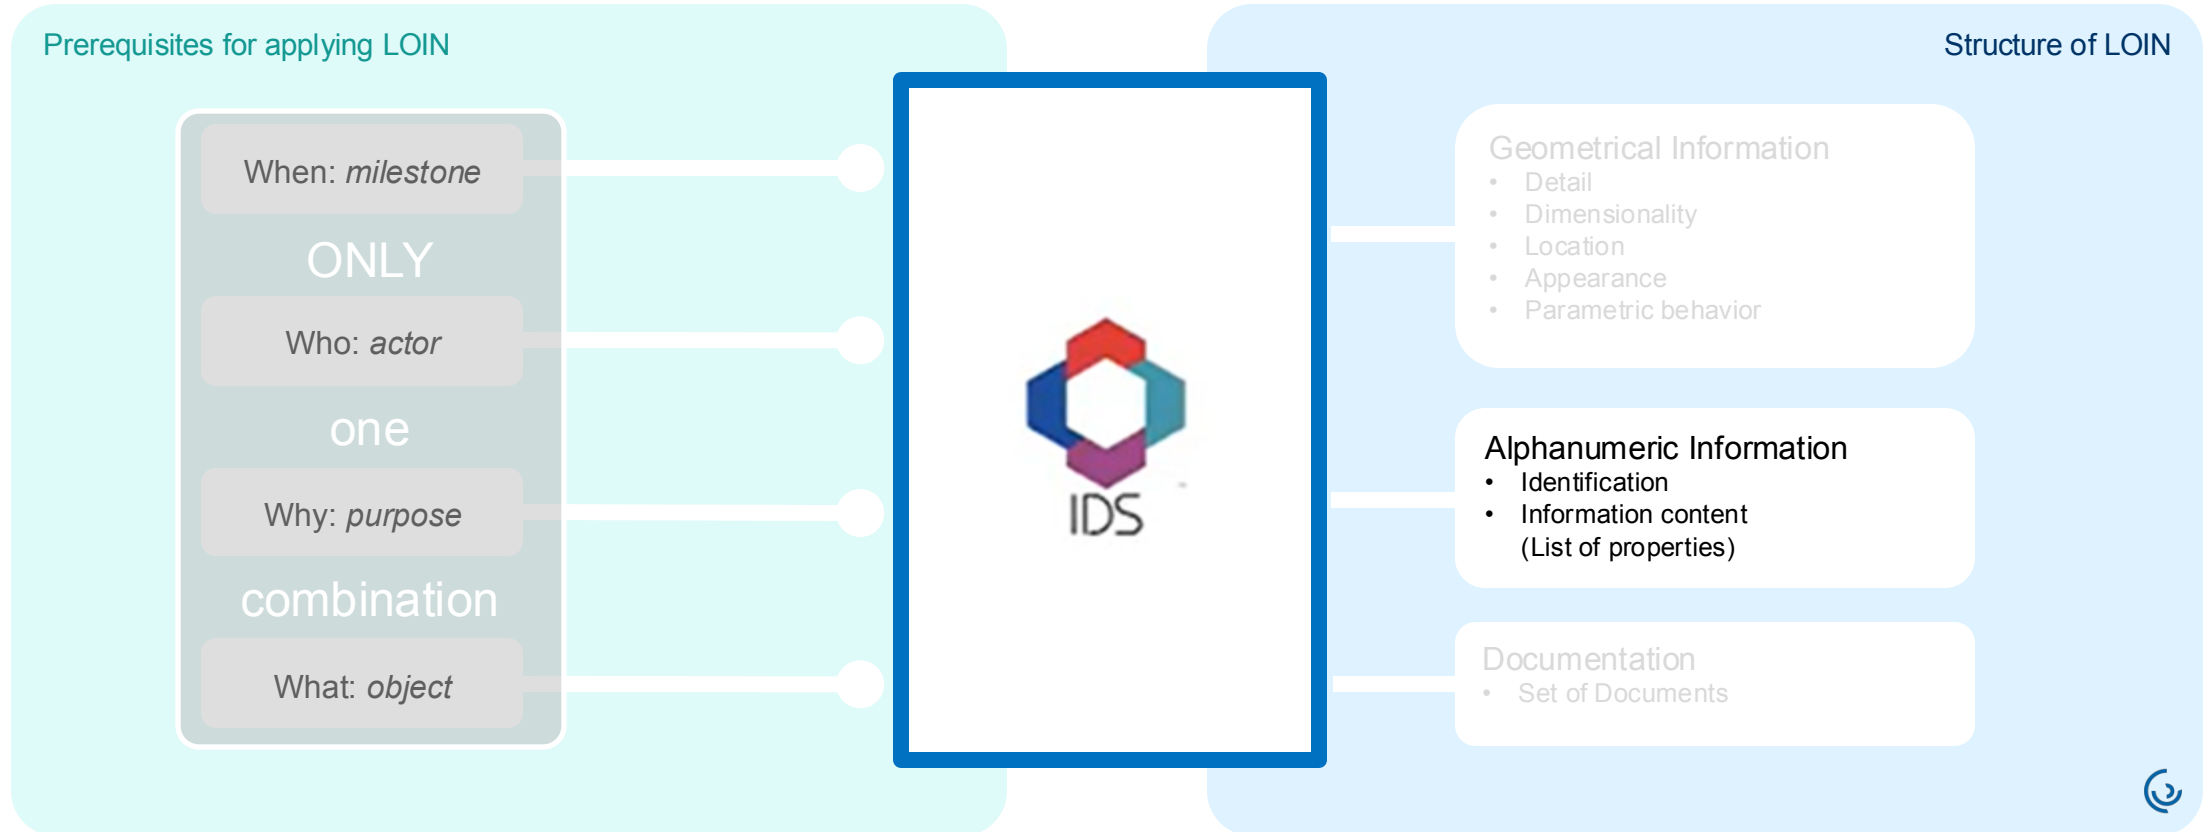 Prerequisites for applying LOIN
When: milestone
ONLY
Who: actor
one
Why: purpose
combination
What: object
IDS
Structure of LOIN
Geometrical Information
• Detail
• Dimensionality
• Location
• Appearance
• Parametric behavior
Alphanumeric Information
• Identification
• Information content
(List of properties)
Documentation
• Set of Documents